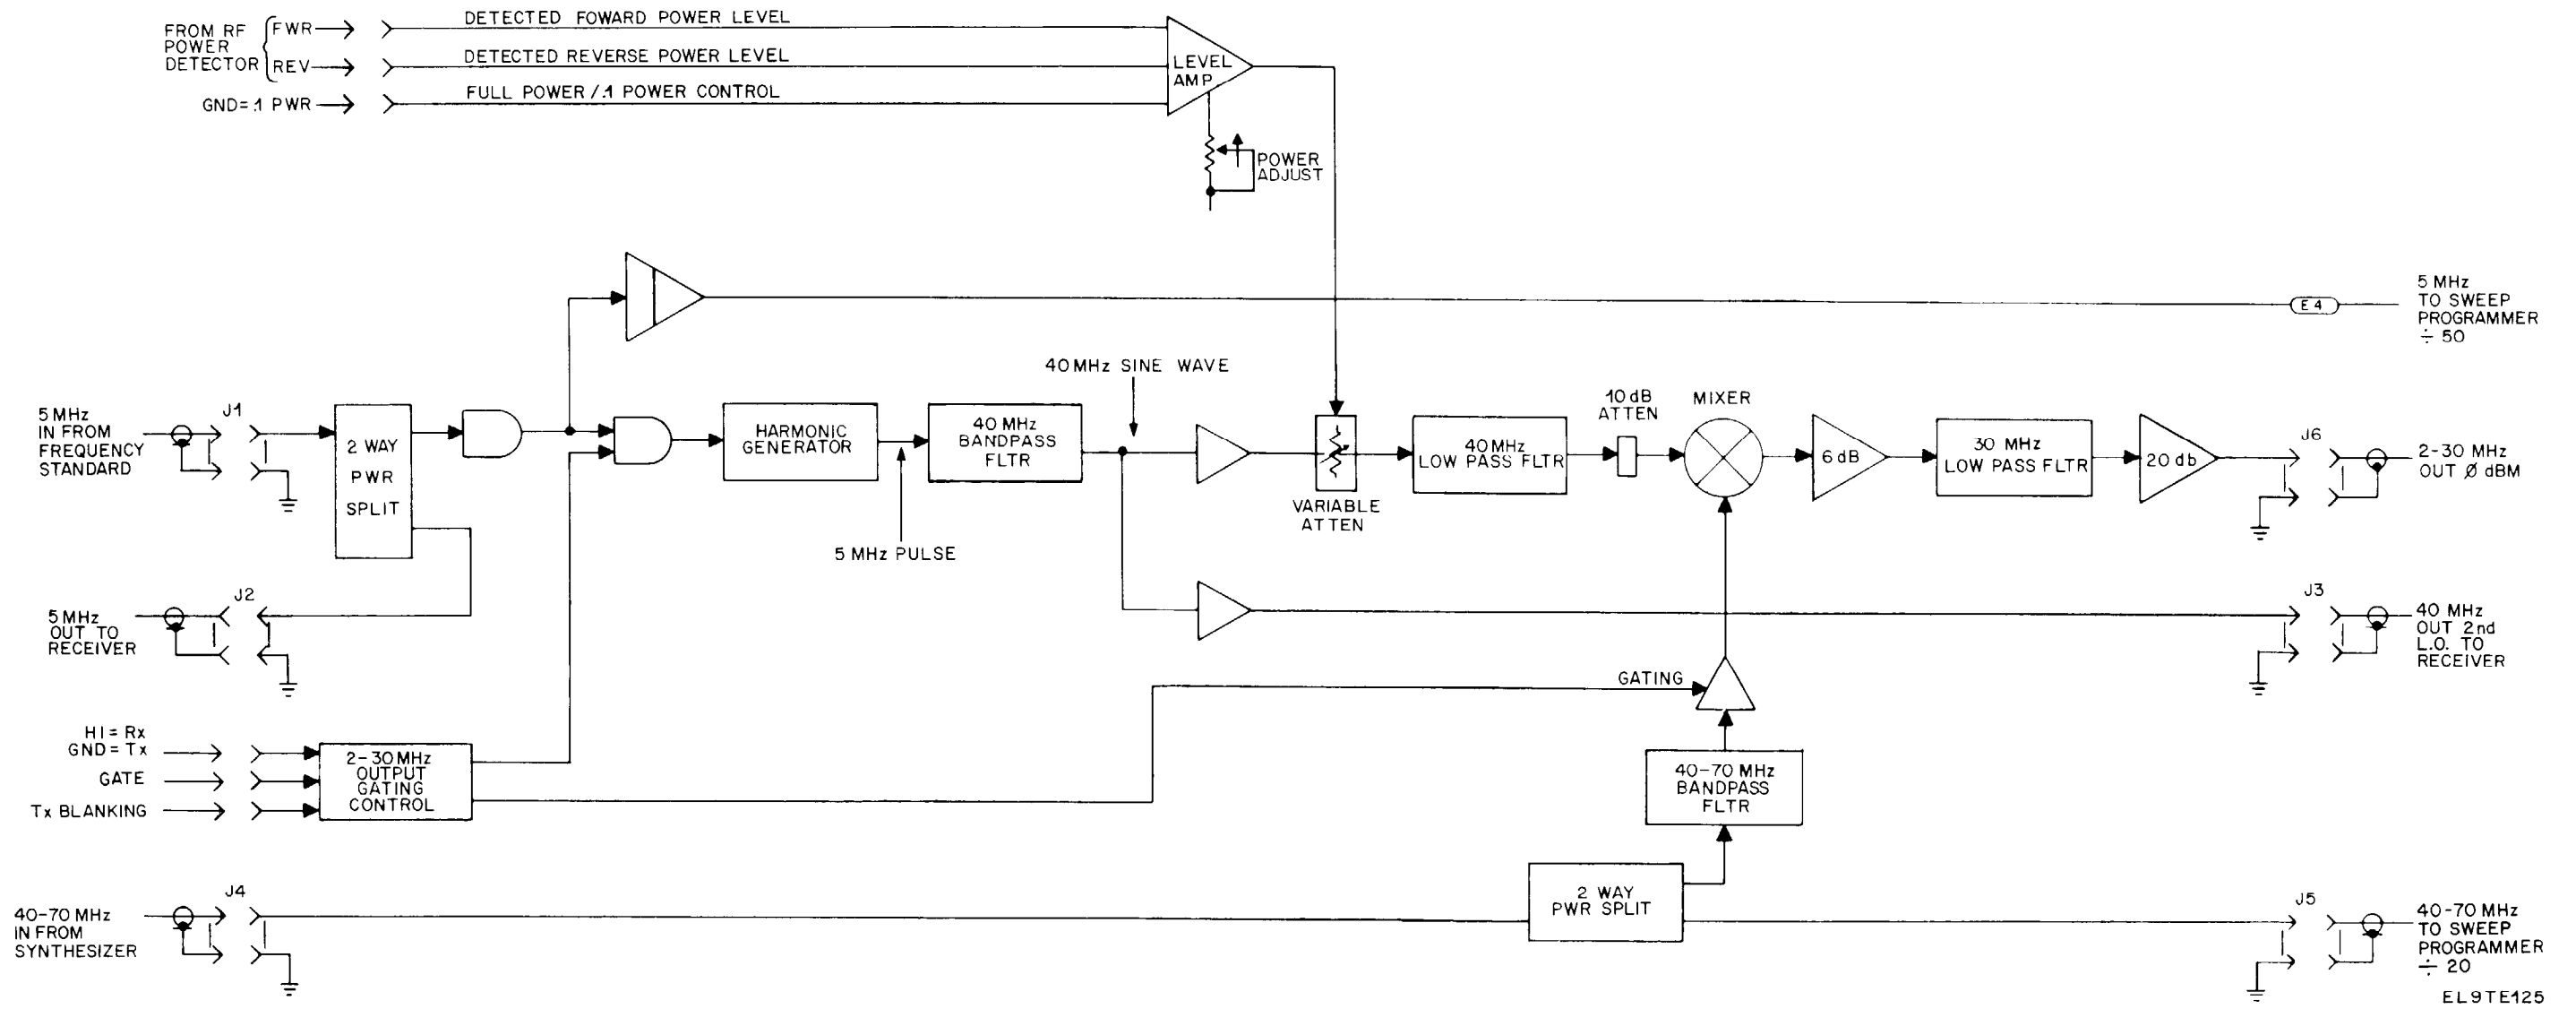 DETECTED FOWARD POWER LEVEL
FROM RF
POWER
DETECTOR
FWR
REV
DETECTED REVERSE POWER LEVEL
GND=.1 PWR
FULL POWER /.1 POWER CONTROL
LEVEL
AMP
POWER
ADJUST
E4
5 MHz
TO SWEEP
PROGRAMMER
÷ 50
40 MHz SINE WAVE
5 MHz
IN FROM
FREQUENCY
STANDARD
J1
2 WAY
PWR
SPLIT
HARMONIC
GENERATOR
5 MHz PULSE
40 MHz
BANDPASS
FLTR
VARIABLE
ATTEN
40 MHz
LOW PASS FLTR
10 dB
ATTEN
MIXER
6 dB
30 MHz
LOW PASS FLTR
20 db
J6
2-30 MHz
OUT Ø dBM
5 MHz
OUT TO
RECEIVER
J2
J3
40 MHz
OUT 2nd
L.O. TO
RECEIVER
GATING
HI = Rx
GND = Tx
GATE
Tx BLANKING
2-30 MHz
OUTPUT
GATING
CONTROL
40-70 MHz
BANDPASS
FLTR
40-70 MHz
IN FROM
SYNTHESIZER
J4
2 WAY
PWR SPLIT
J5
40-70 MHz
TO SWEEP
PROGRAMMER
÷ 20
EL9TE125